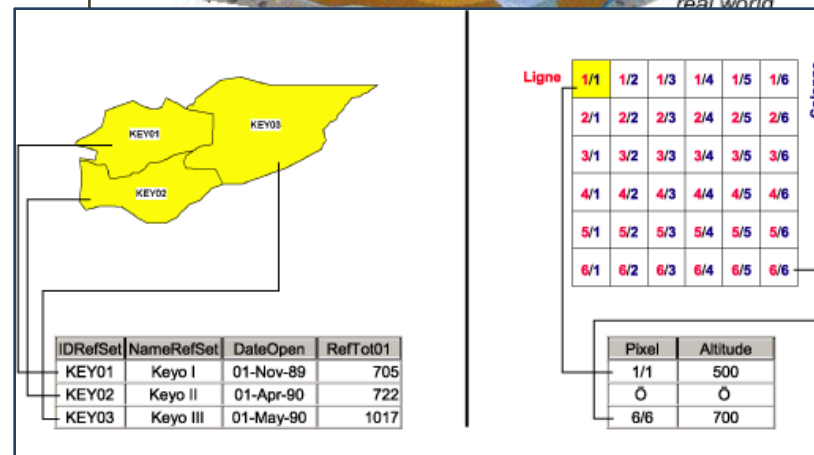 real world
KEY01
KEY03
KEY02
IDRefSet NameRefSet DateOpen RefTot01
KEY01 Keyo I 01-Nov-89 705
KEY02 Keyo II 01-Apr-90 722
KEY03 Keyo III 01-May-90 1017
Ligne 1/1 1/2 1/3 1/4 1/5 1/6
2/1 2/2 2/3 2/4 2/5 2/6
3/1 3/2 3/3 3/4 3/5 3/6
4/1 4/2 4/3 4/4 4/5 4/6
5/1 5/2 5/3 5/4 5/5 5/6
6/1 6/2 6/3 6/4 6/5 6/6
Pixel Altitude
1/1 500
Ö Ö
6/6 700